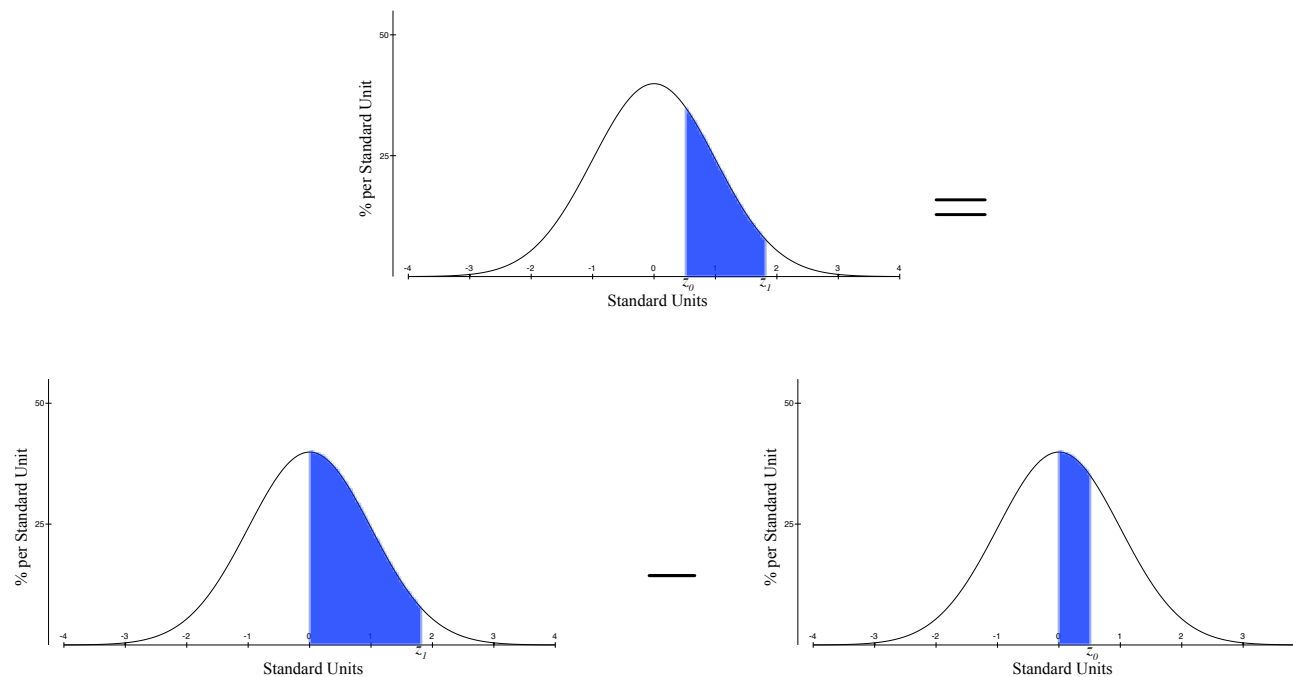 50
25
% per Standard Unit
-4 -3 -2 -1 0 1 2 3 4
z0 z1
Standard Units
50
25
% per Standard Unit
-4 -3 -2 -1 0 1 2 3 4
z1
Standard Units
50
25
% per Standard Unit
-4 -3 -2 -1 0 1 2 3
z0
Standard Units